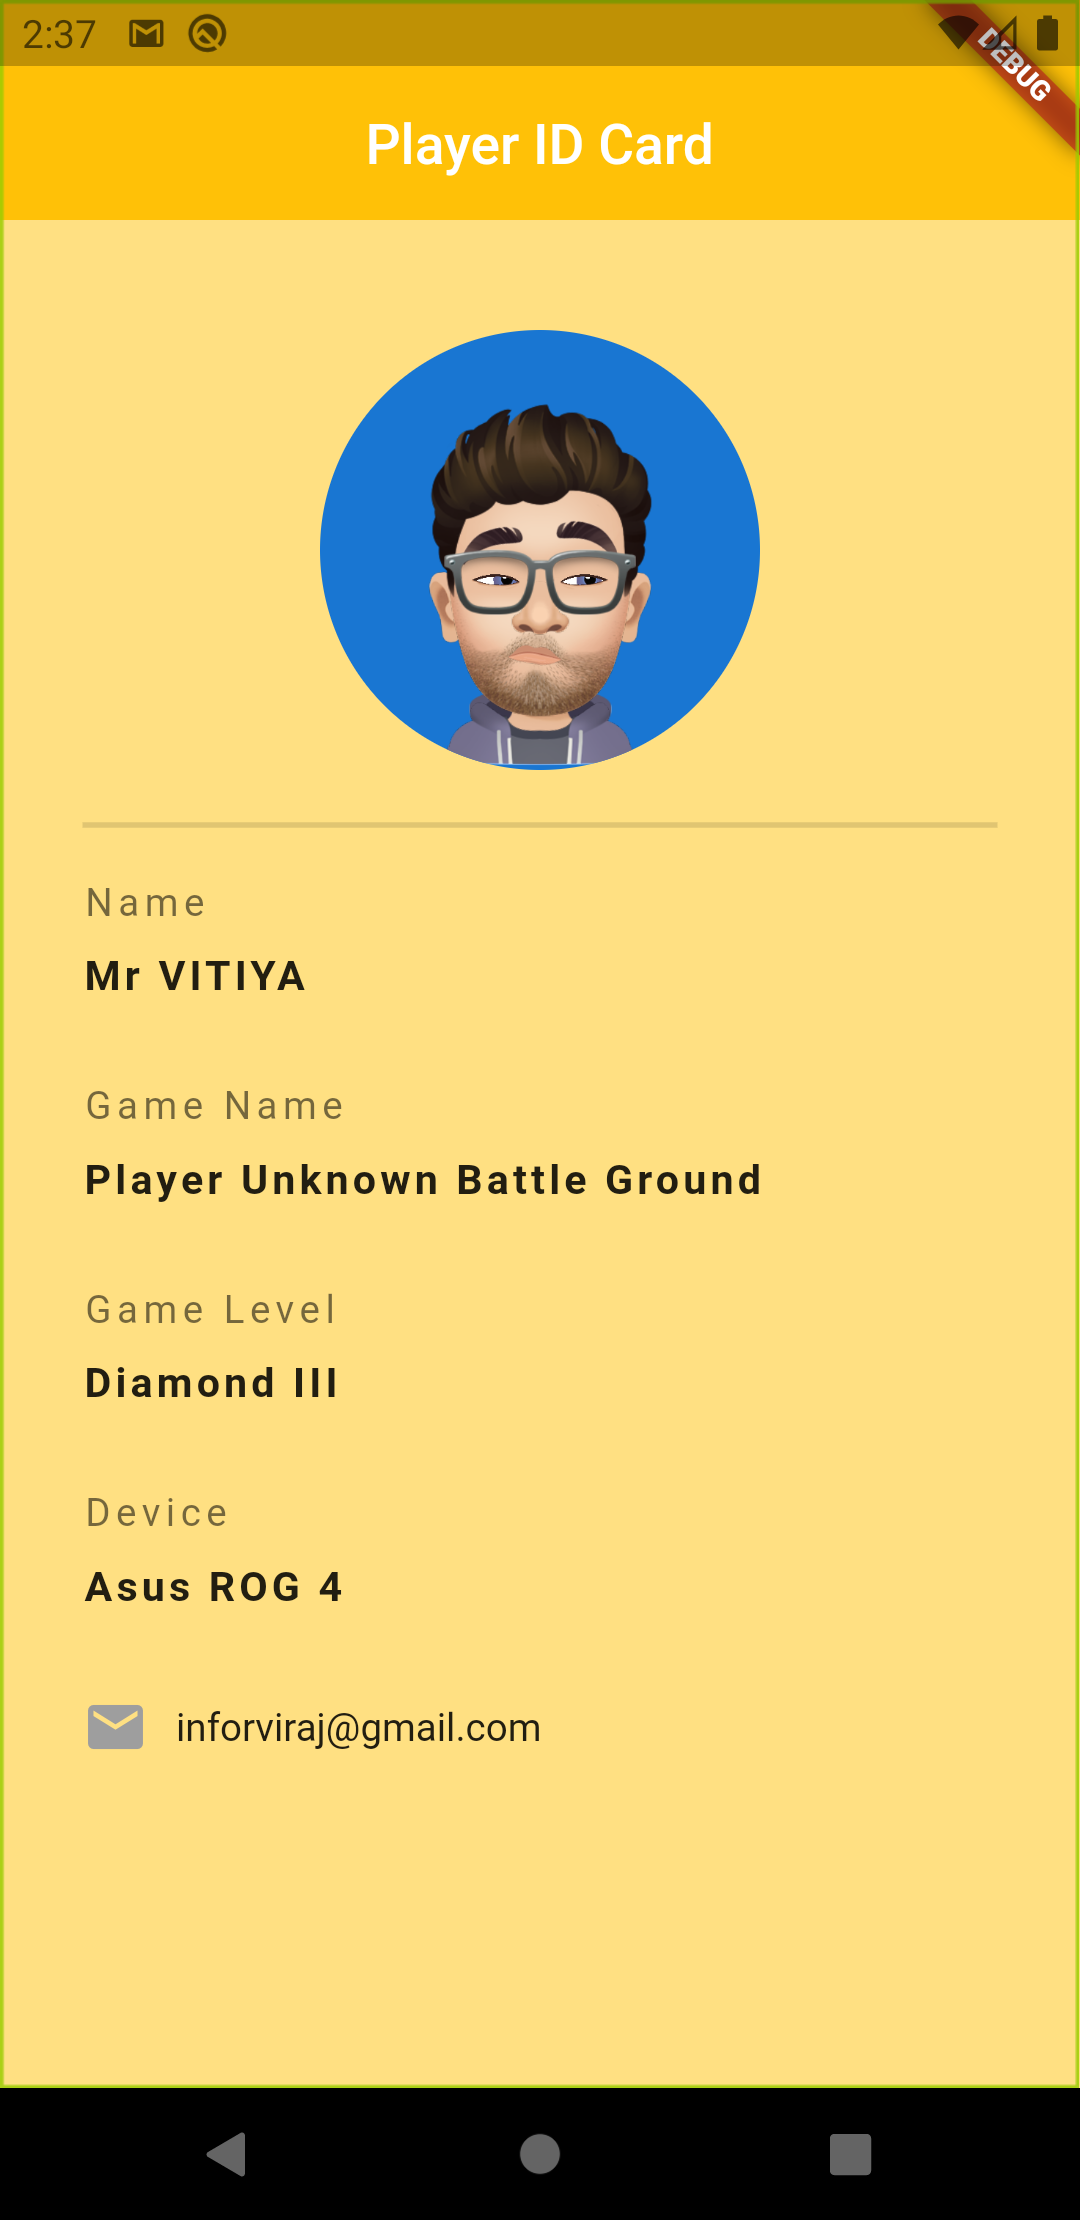 2:37
DEBUG
Player ID Card
Name
Mr VITIYA
Game Name
Player Unknown Battle Ground
Game Level
Diamond III
Device
Asus ROG 4
inforviraj@gmail.com